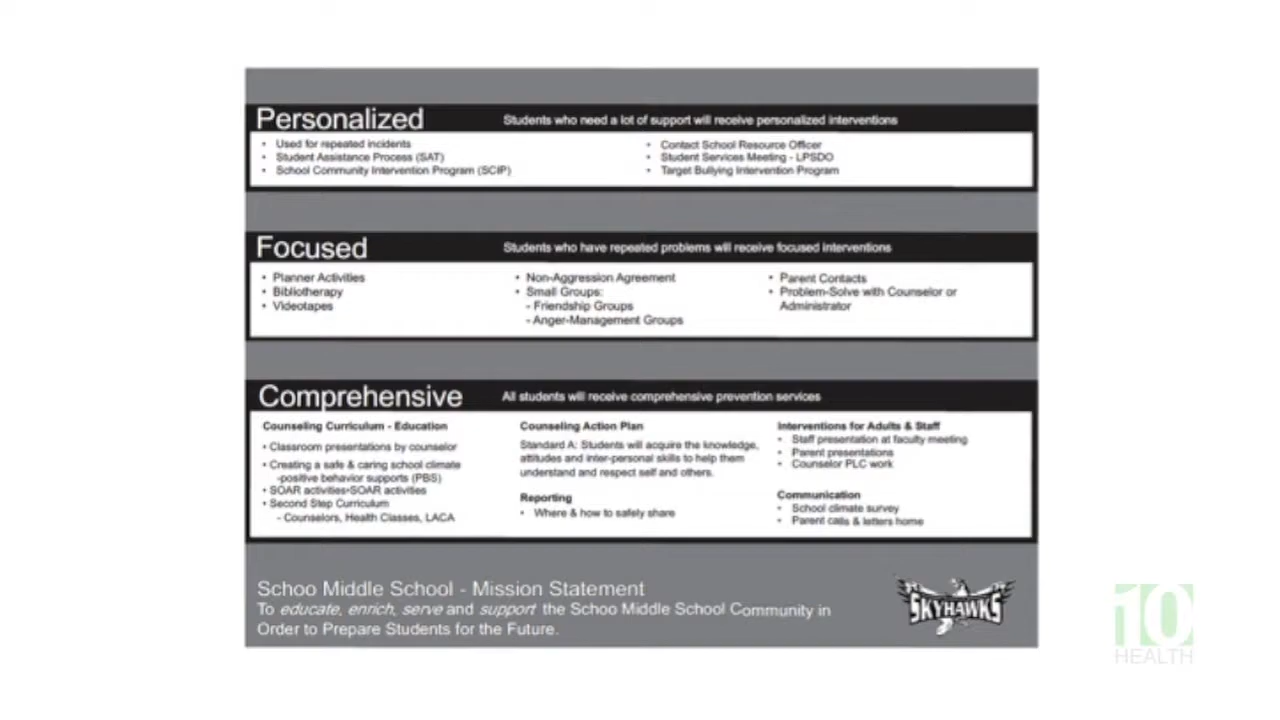 Personalized
Students who need a lot of support will receive personalized interventions
• Used for repeated incidents
• Student Assistance Process (SAT)
• School Community Intervention Program (SCIP)
• Contact School Resource Officer
• Student Services Meeting - LPSDO
• Target Bullying Intervention Program
Focused
Students who have repeated problems will receive focused interventions
• Planner Activities
• Bibliotherapy
• Videotapes
• Non-Aggression Agreement
• Small Groups:
- Friendship Groups
- Anger-Management Groups
• Parent Contacts
• Problem-Solve with Counselor or
Administrator
Comprehensive
All students will receive comprehensive prevention services
Counseling Curriculum - Education
• Classroom presentations by counselor
• Creating a safe & caring school climate
-positive behavior supports (PBS)
• SOAR activities•SOAR activities
• Second Step Curriculum
- Counselors, Health Classes, LACA
Counseling Action Plan
Standard A: Students will acquire the knowledge,
attitudes and inter-personal skills to help them
understand and respect self and others.
Reporting
• Where & how to safely share
Interventions for Adults & Staff
• Staff presentation at faculty meeting
• Parent presentations
• Counselor PLC work
Communication
• School climate survey
• Parent calls & letters home
Schoo Middle School - Mission Statement
To educate, enrich, serve and support the Schoo Middle School Community in
Order to Prepare Students for the Future.
SKYHAWKS
10
HEALTH